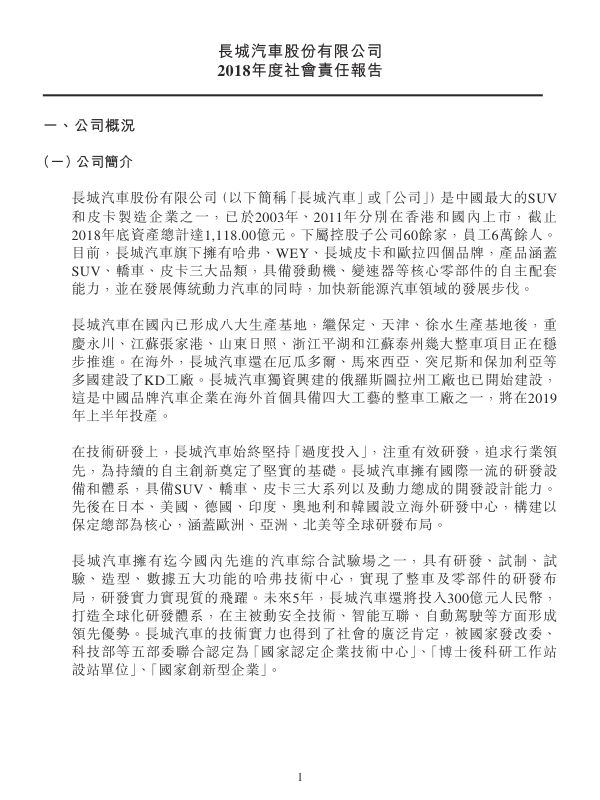 長城汽車股份有限公司
2018年度社會責任報告
一、公司概況
（一）公司簡介
長城汽車股份有限公司（以下簡稱「長城汽車」或「公司」）是中國最大的SUV
和皮卡製造企業之一，已於2003年、2011年分別在香港和國內上市，截止
2018年底資產總計達1,118.00億元。下屬控股子公司60餘家，員工6萬餘人。
目前，長城汽車旗下擁有哈弗、WEY、長城皮卡和歐拉四個品牌，產品涵蓋
SUV、轎車、皮卡三大品類，具備發動機、變速器等核心零部件的自主配套
能力，並在發展傳統動力汽車的同時，加快新能源汽車領域的發展步伐。
長城汽車在國內已形成八大生產基地，繼保定、天津、徐水生產基地後，重
慶永川、江蘇張家港、山東日照、浙江平湖和江蘇泰州幾大整車項目正在穩
步推進。在海外，長城汽車還在厄瓜多爾、馬來西亞、突尼斯和保加利亞等
多國建設了KD工廠。長城汽車獨資興建的俄羅斯圖拉州工廠也已開始建設，
這是中國品牌汽車企業在海外首個具備四大工藝的整車工廠之一，將在2019
年上半年投產。
在技術研發上，長城汽車始終堅持「過度投入」，注重有效研發，追求行業領
先，為持續的自主創新奠定了堅實的基礎。長城汽車擁有國際一流的研發設
備和體系，具備SUV、轎車、皮卡三大系列以及動力總成的開發設計能力。
先後在日本、美國、德國、印度、奧地利和韓國設立海外研發中心，構建以
保定總部為核心，涵蓋歐洲、亞洲、北美等全球研發布局。
長城汽車擁有迄今國內先進的汽車綜合試驗場之一，具有研發、試制、試
驗、造型、數據五大功能的哈弗技術中心，實現了整車及零部件的研發布
局，研發實力實現質的飛躍。未來5年，長城汽車還將投入300億元人民幣，
打造全球化研發體系，在主被動安全技術、智能互聯、自動駕駛等方面形成
領先優勢。長城汽車的技術實力也得到了社會的廣泛肯定，被國家發改委、
科技部等五部委聯合認定為「國家認定企業技術中心」、「博士後科研工作站
設站單位」、「國家創新型企業」。
1